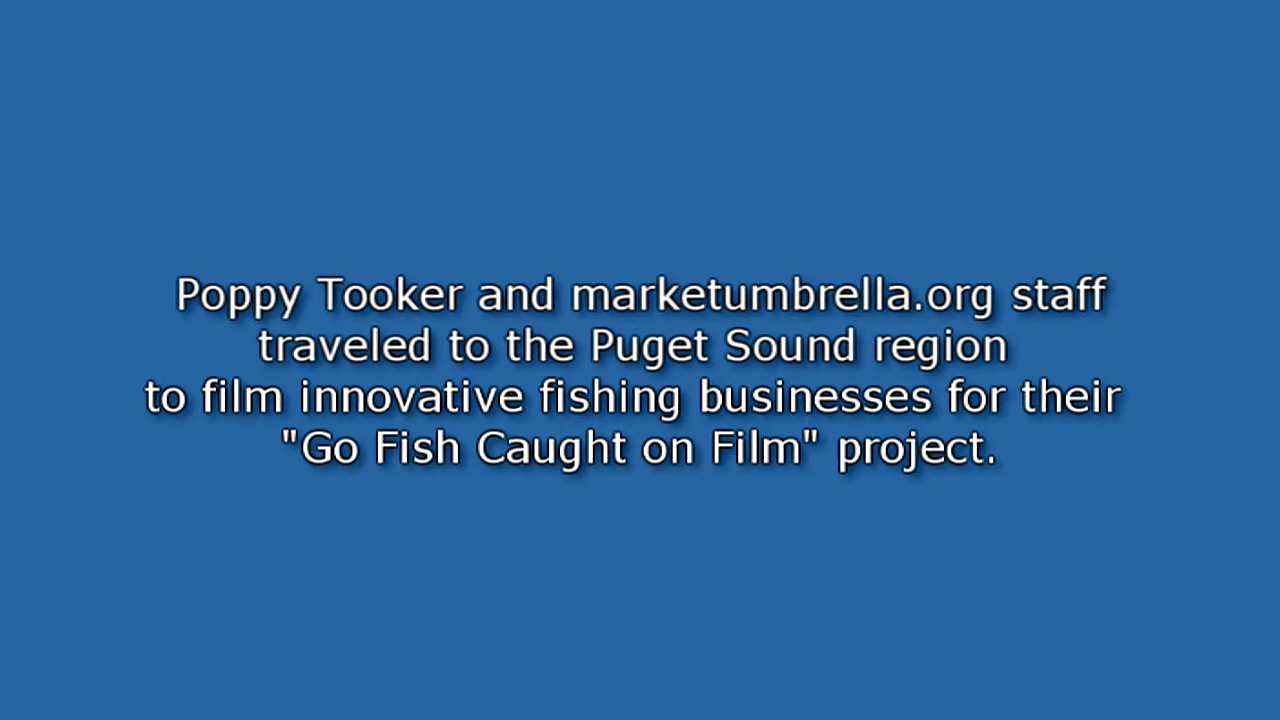 Poppy Tooker and marketumbrella.org staff
traveled to the Puget Sound region
to film innovative fishing businesses for their
"Go Fish Caught on Film" project.